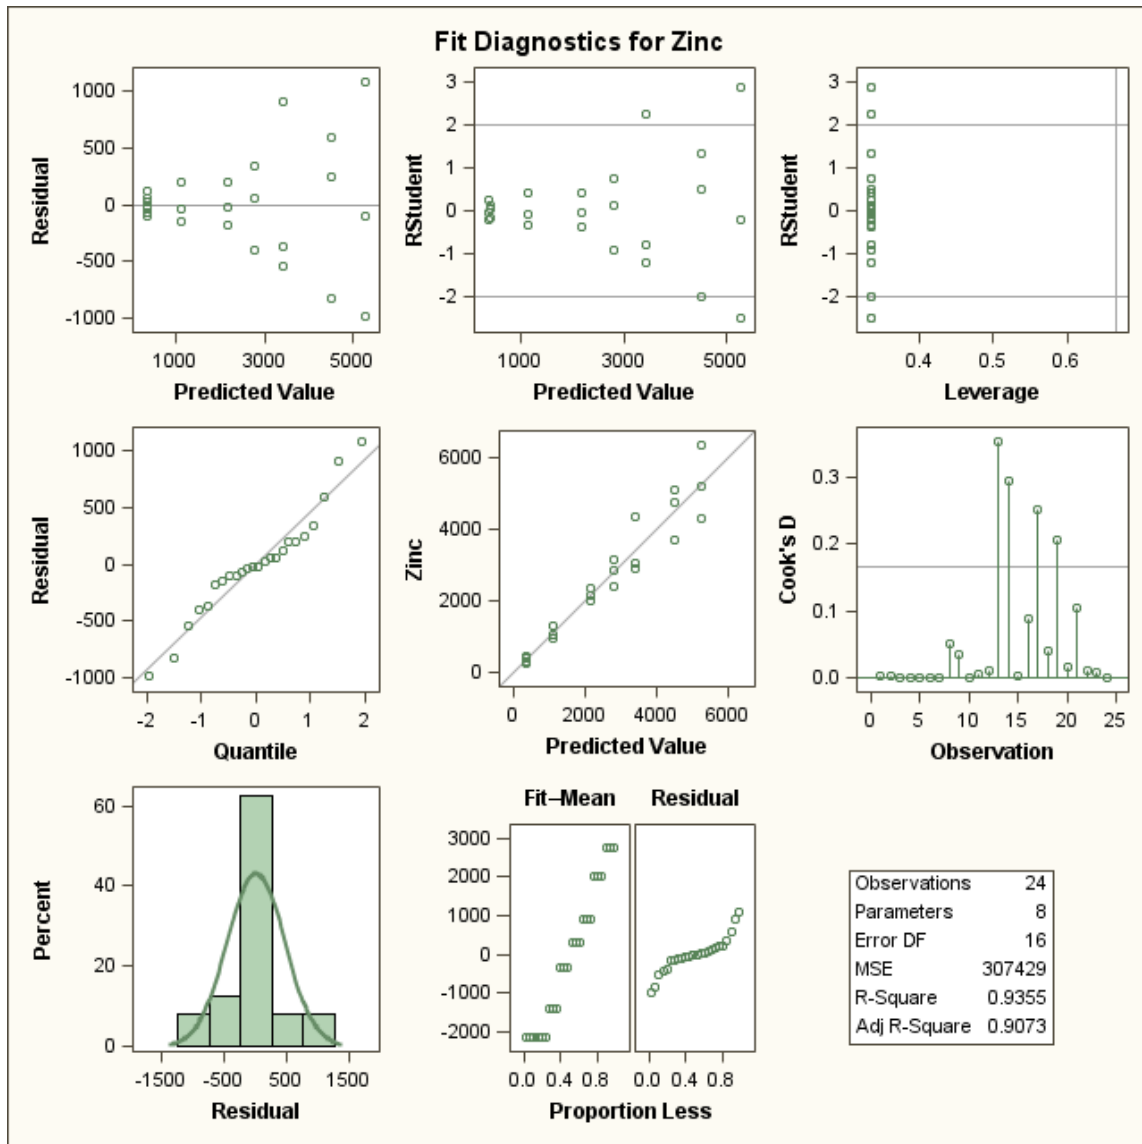 Fit Diagnostics for Zinc
1000
500
0
-500
-1000
Residual
1000 3000 5000
Predicted Value
3
2
1
0
-1
-2
RStudent
1000 3000 5000
Predicted Value
3
2
1
0
-1
-2
RStudent
0.4 0.5 0.6
Leverage
1000
500
0
-500
-1000
Residual
-2 -1 0 1 2
Quantile
6000
4000
2000
0
Zinc
0 2000 4000 6000
Predicted Value
0.3
0.2
0.1
0.0
Cook's D
0 5 10 15 20 25
Observation
60
40
20
0
Percent
-1500 -500 500 1500
Residual
Fit–Mean Residual
3000
2000
1000
0
-1000
-2000
0.0 0.4 0.8 0.0 0.4 0.8
Proportion Less
Observations 24
Parameters 8
Error DF 16
MSE 307429
R-Square 0.9355
Adj R-Square 0.9073